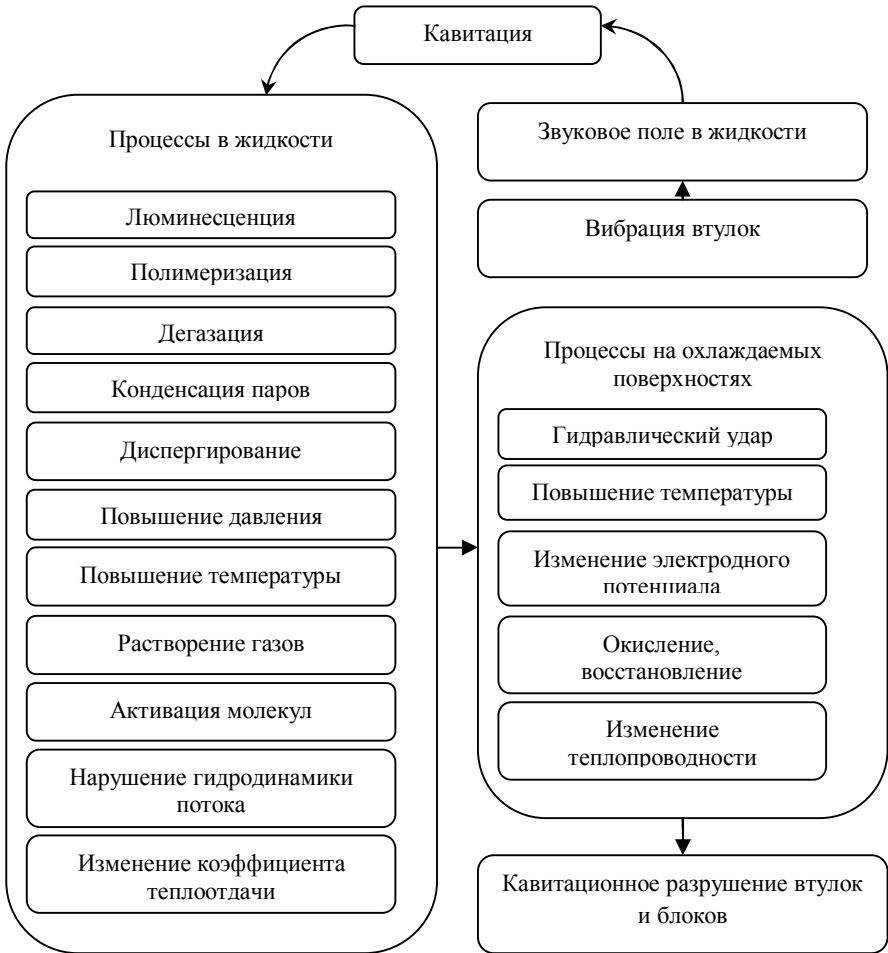 Кавитация
Процессы в жидкости
Люминесценция
Полимеризация
Дегазация
Конденсация паров
Диспергирование
Повышение давления
Повышение температуры
Растворение газов
Активация молекул
Нарушение гидродинамики
потока
Изменение коэффициента
теплоотдачи
Звуковое поле в жидкости
Вибрация втулок
Процессы на охлаждаемых
поверхностях
Гидравлический удар
Повышение температуры
Изменение электродного
потенциала
Окисление,
восстановление
Изменение
теплопроводности
Кавитационное разрушение втулок
и блоков